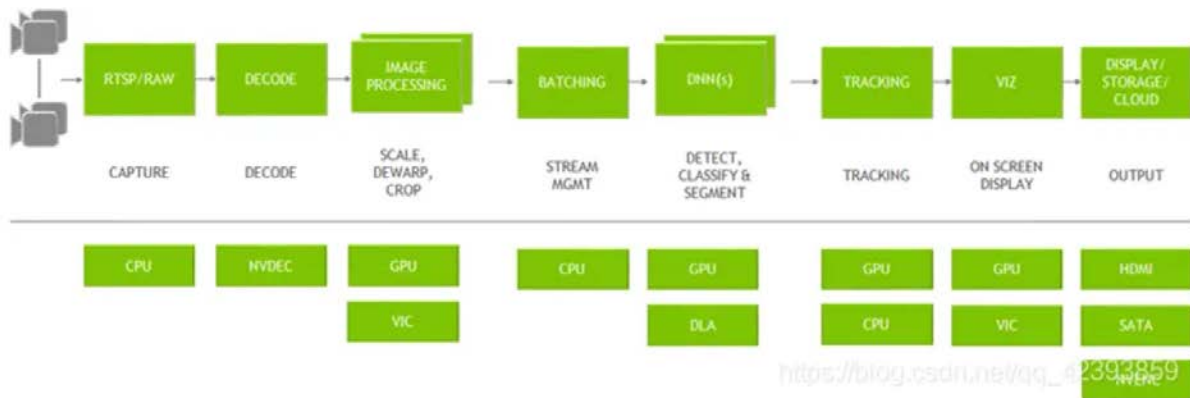 RTSP/RAW
DECODE
IMAGE
PROCESSING
BATCHING
DNN(s)
TRACKING
VIZ
DISPLAY/
STORAGE/
CLOUD
CAPTURE
DECODE
SCALE,
DEWARP,
CROP
STREAM
MGMT
DETECT,
CLASSIFY &
SEGMENT
TRACKING
ON SCREEN
DISPLAY
OUTPUT
CPU
NVDEC
GPU
CPU
GPU
GPU
GPU
HDMI
VIC
DLA
CPU
VIC
SATA
https://blog.csdn.net/qq_42393859
NVENC